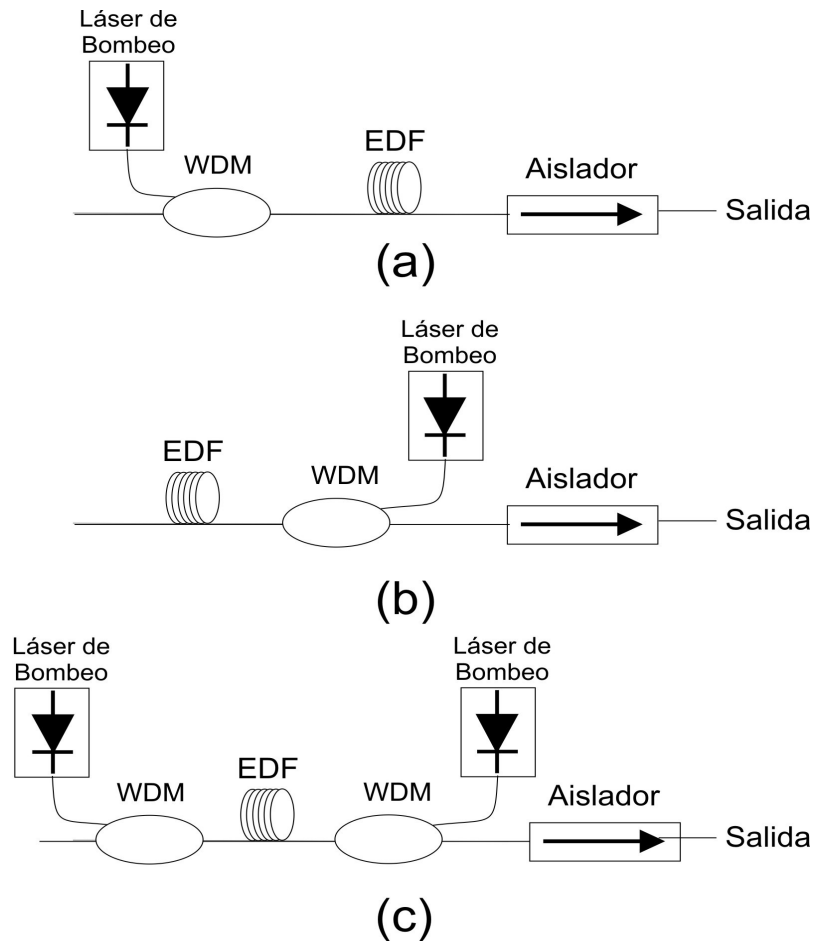 Láser de
Bombeo
WDM
EDF
Aislador
Salida
(a)
Láser de
Bombeo
EDF
WDM
Aislador
Salida
(b)
Láser de
Bombeo
Láser de
Bombeo
WDM
EDF
WDM
Aislador
Salida
(c)